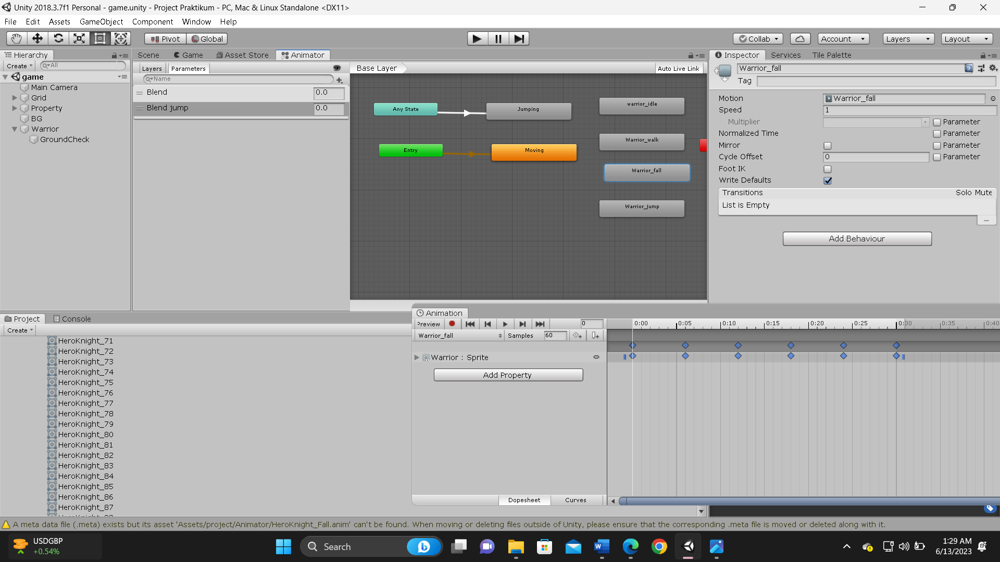 Unity 2018.3.7f1 Personal - game.unity - Project Praktikum - PC, Mac & Linux Standalone <DX11>
File Edit Assets GameObject Component Window Help
Pivot Global Collab Account Layers Layout
Hierarchy
Create All
game
Main Camera
Grid
Property
BG
Warrior
GroundCheck
Scene Game Asset Store Animator
Layers Parameters
Name
Blend 0.0
Blend jump 0.0
Base Layer Auto Live Link
Any State
Jumping
Entry
Moving
warrior_idle
Warrior_walk
Warrior_fall
Warrior_jump
Inspector Services Tile Palette
Warrior_fall
Tag
Motion Warrior_fall
Speed 1
Multiplier Parameter
Normalized Time Parameter
Mirror Parameter
Cycle Offset 0 Parameter
Foot IK
Write Defaults
Transitions Solo Mute
List is Empty
Add Behaviour
Project Console
Create
HeroKnight_71
HeroKnight_72
HeroKnight_73
HeroKnight_74
HeroKnight_75
HeroKnight_76
HeroKnight_77
HeroKnight_78
HeroKnight_79
HeroKnight_80
HeroKnight_81
HeroKnight_82
HeroKnight_83
HeroKnight_84
HeroKnight_85
HeroKnight_86
HeroKnight_87
Animation
Preview 0 0:00 0:05 0:10 0:15 0:20 0:25 0:30 0:35 0:40
Warrior_fall Samples 60
Warrior : Sprite
Add Property
Dopesheet Curves
A meta data file (.meta) exists but its asset 'Assets/project/Animator/HeroKnight_Fall.anim' can't be found. When moving or deleting files outside of Unity, please ensure that the corresponding .meta file is moved or deleted along with it.
USDGBP
+0.54%
Search
1:29 AM
6/13/2023